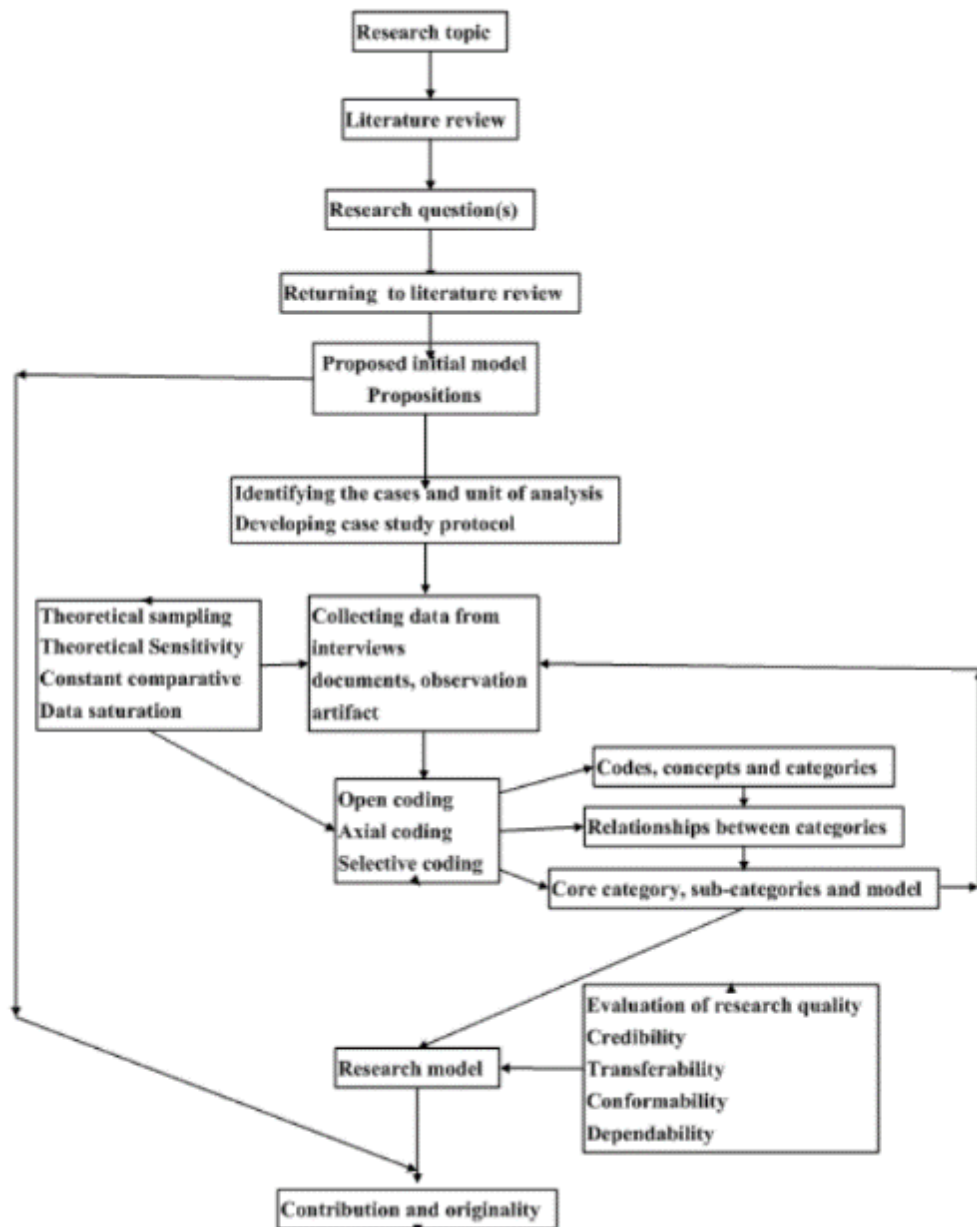 Research topic
Literature review
Research question(s)
Returning to literature review
Proposed initial model
Propositions
Identifying the cases and unit of analysis
Developing case study protocol
Theoretical sampling
Theoretical Sensitivity
Constant comparative
Data saturation
Collecting data from
interviews
documents, observation
artifact
Open coding
Axial coding
Selective coding
Codes, concepts and categories
Relationships between categories
Core category, sub-categories and model
Evaluation of research quality
Credibility
Transferability
Conformability
Dependability
Research model
Contribution and originality